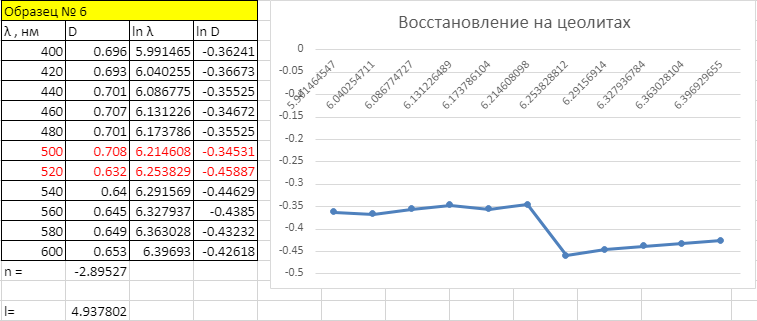 Образец № 6
λ , нм D ln λ ln D
400 0.696 5.991465 -0.36241
420 0.693 6.040255 -0.36673
440 0.701 6.086775 -0.35525
460 0.707 6.131226 -0.34672
480 0.701 6.173786 -0.35525
500 0.708 6.214608 -0.34531
520 0.632 6.253829 -0.45887
540 0.64 6.291569 -0.44629
560 0.645 6.327937 -0.4385
580 0.649 6.363028 -0.43232
600 0.653 6.39693 -0.42618
n = -2.89527
l= 4.937802
Восстановление на цеолитах
0
-0.05
-0.1
-0.15
-0.2
-0.25
-0.3
-0.35
-0.4
-0.45
-0.5
5.991464547
6.040254711
6.086774727
6.131226489
6.173786104
6.214608098
6.253828812
6.29156914
6.327936784
6.363028104
6.396929655